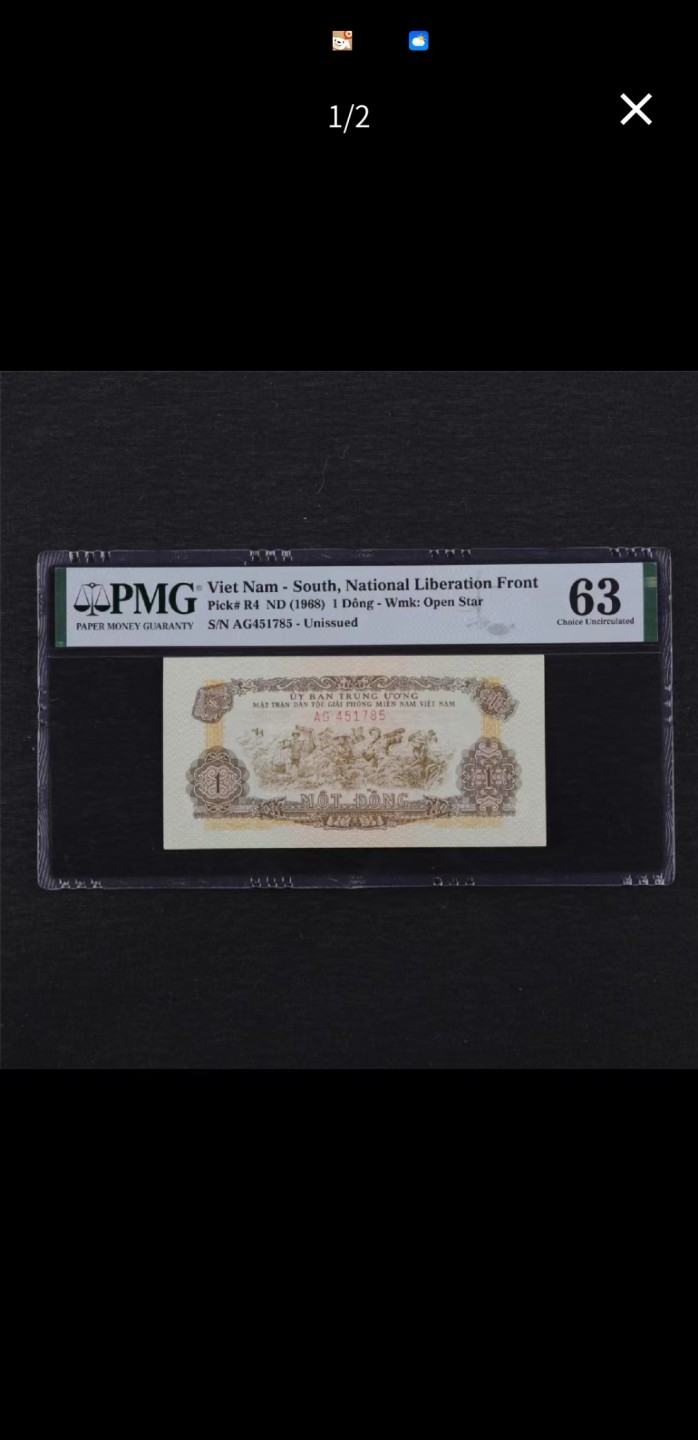 1/2
PMG
PAPER MONEY GUARANTY
Viet Nam - South, National Liberation Front
Pick# R4 ND (1968) 1 Dông - Wmk: Open Star
S/N AG451785 - Unissued
63
Choice Uncirculated
ỦY BAN TRUNG ƯƠNG
MẶT TRẬN DÂN TỘC GIẢI PHÓNG MIỀN NAM VIỆT NAM
AG 451785
1
1
MỘT ĐỒNG